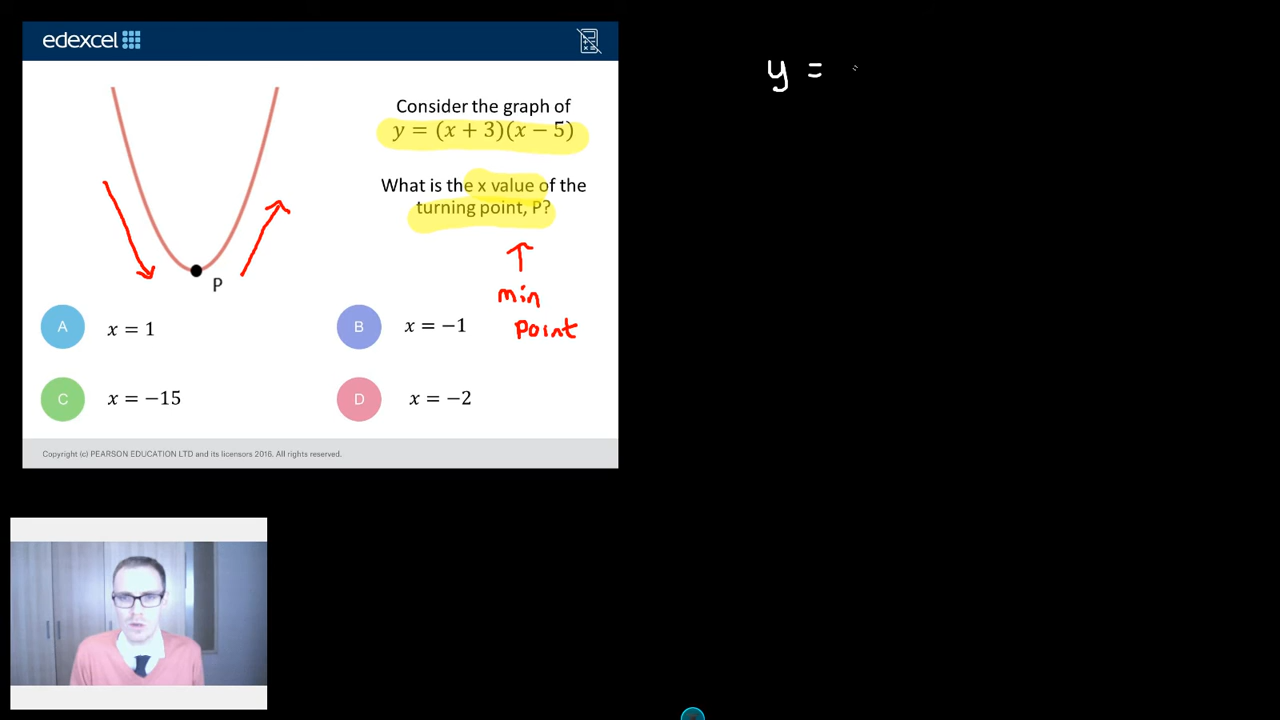 edexcel
Consider the graph of
y = (x + 3)(x − 5)
What is the x value of the
turning point, P?
P
min
point
A x = 1
B x = −1
C x = −15
D x = −2
Copyright (c) PEARSON EDUCATION LTD and its licensors 2016. All rights reserved.
y =